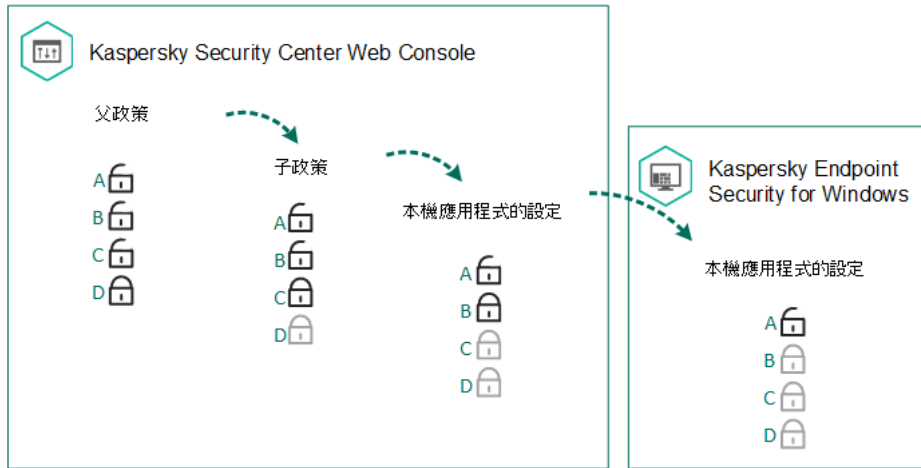 Kaspersky Security Center Web Console
父政策
A
B
C
D
子政策
A
B
C
D
本機應用程式的設定
A
B
C
D
Kaspersky Endpoint
Security for Windows
本機應用程式的設定
A
B
C
D